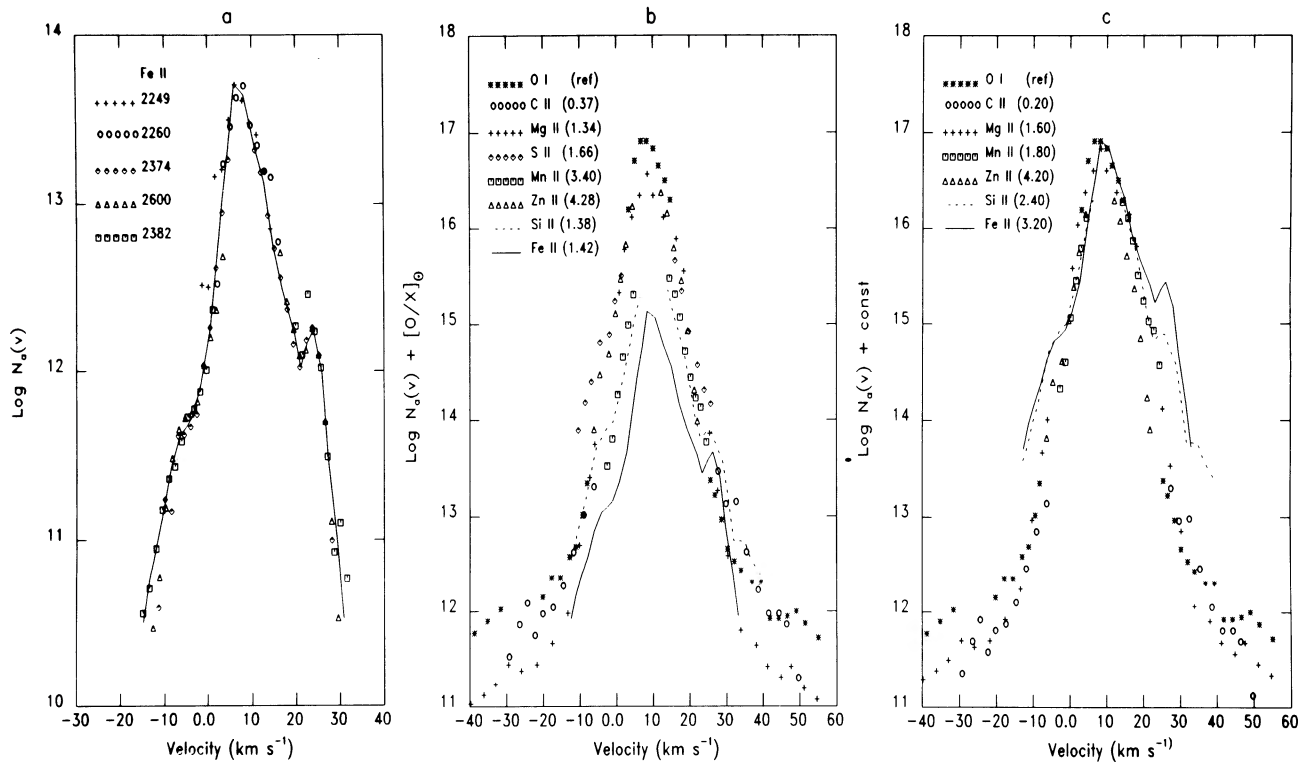 a
14
13
12
11
10
Log Nₐ(v)
Fe II
+++++ 2249
ooooo 2260
◇◇◇◇◇ 2374
△△△△△ 2600
□□□□□ 2382
-30 -20 -10 0.0 10 20 30 40
Velocity (km s⁻¹)
b
18
17
16
15
14
13
12
11
Log Nₐ(v) + [O/X]⊙
***** O I (ref)
ooooo C II (0.37)
+++++ Mg II (1.34)
◇◇◇◇◇ S II (1.66)
□□□□□ Mn II (3.40)
△△△△△ Zn II (4.28)
Si II (1.38)
Fe II (1.42)
-40 -30 -20 -10 0.0 10 20 30 40 50 60
Velocity (km s⁻¹)
c
18
17
16
15
14
13
12
11
Log Nₐ(v) + const
***** O I (ref)
ooooo C II (0.20)
+++++ Mg II (1.60)
□□□□□ Mn II (1.80)
△△△△△ Zn II (4.20)
Si II (2.40)
Fe II (3.20)
-40 -30 -20 -10 0.0 10 20 30 40 50 60
Velocity (km s⁻¹)